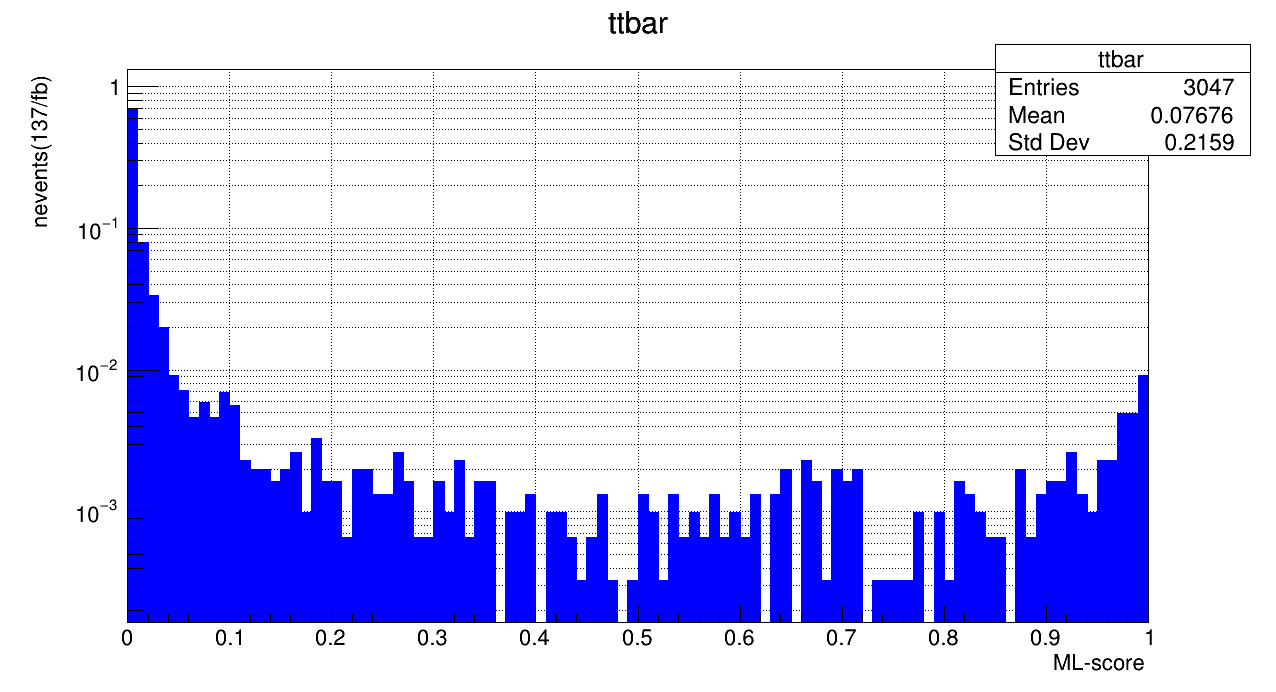 ttbar
nevents(137/fb)
ttbar
Entries 3047
Mean 0.07676
Std Dev 0.2159
1
10⁻¹
10⁻²
10⁻³
0 0.1 0.2 0.3 0.4 0.5 0.6 0.7 0.8 0.9 1
ML-score